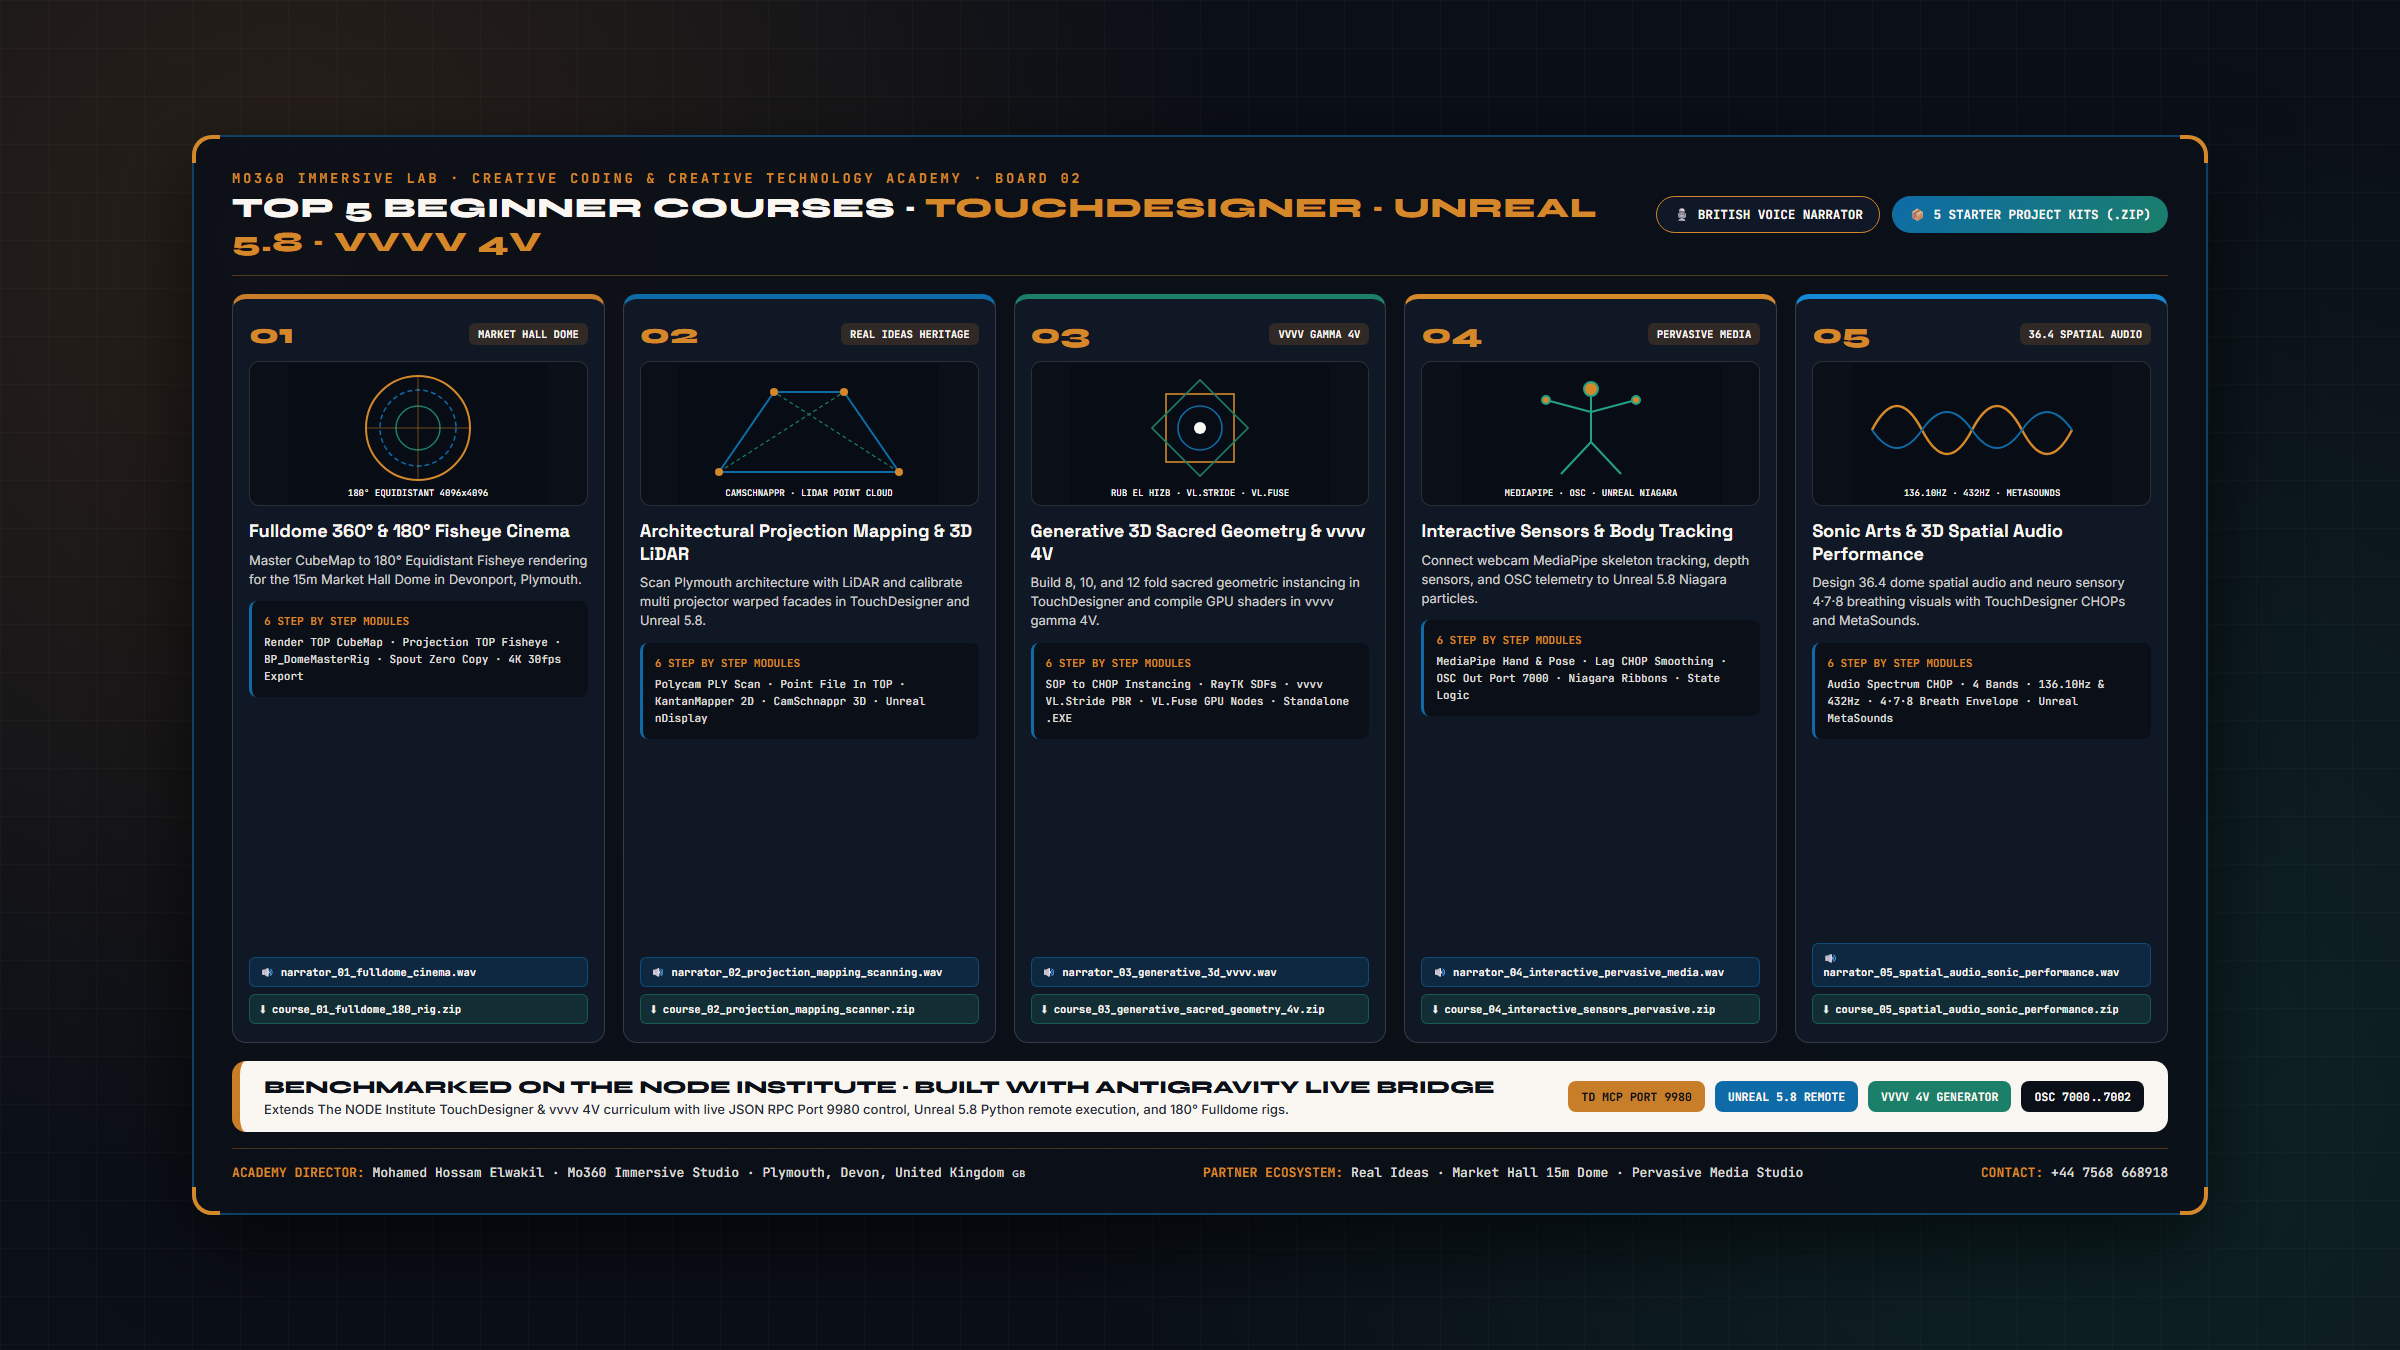 MO360 IMMERSIVE LAB · CREATIVE CODING & CREATIVE TECHNOLOGY ACADEMY · BOARD 02
TOP 5 BEGINNER COURSES · TOUCHDESIGNER · UNREAL
5.8 · VVVV 4V
BRITISH VOICE NARRATOR
5 STARTER PROJECT KITS (.ZIP)
01
MARKET HALL DOME
180° EQUIDISTANT 4096x4096
Fulldome 360° & 180° Fisheye Cinema
Master CubeMap to 180° Equidistant Fisheye rendering
for the 15m Market Hall Dome in Devonport, Plymouth.
6 STEP BY STEP MODULES
Render TOP CubeMap · Projection TOP Fisheye ·
BP_DomeMasterRig · Spout Zero Copy · 4K 30fps
Export
narrator_01_fulldome_cinema.wav
course_01_fulldome_180_rig.zip
02
REAL IDEAS HERITAGE
CAMSCHNAPPR · LIDAR POINT CLOUD
Architectural Projection Mapping & 3D
LiDAR
Scan Plymouth architecture with LiDAR and calibrate
multi projector warped facades in TouchDesigner and
Unreal 5.8.
6 STEP BY STEP MODULES
Polycam PLY Scan · Point File In TOP ·
KantanMapper 2D · CamSchnappr 3D · Unreal
nDisplay
narrator_02_projection_mapping_scanning.wav
course_02_projection_mapping_scanner.zip
03
VVVV GAMMA 4V
RUB EL HIZB · VL.STRIDE · VL.FUSE
Generative 3D Sacred Geometry & vvvv
4V
Build 8, 10, and 12 fold sacred geometric instancing in
TouchDesigner and compile GPU shaders in vvvv
gamma 4V.
6 STEP BY STEP MODULES
SOP to CHOP Instancing · RayTK SDFs · vvvv
VL.Stride PBR · VL.Fuse GPU Nodes · Standalone
.EXE
narrator_03_generative_3d_vvvv.wav
course_03_generative_sacred_geometry_4v.zip
04
PERVASIVE MEDIA
MEDIAPIPE · OSC · UNREAL NIAGARA
Interactive Sensors & Body Tracking
Connect webcam MediaPipe skeleton tracking, depth
sensors, and OSC telemetry to Unreal 5.8 Niagara
particles.
6 STEP BY STEP MODULES
MediaPipe Hand & Pose · Lag CHOP Smoothing ·
OSC Out Port 7000 · Niagara Ribbons · State
Logic
narrator_04_interactive_pervasive_media.wav
course_04_interactive_sensors_pervasive.zip
05
36.4 SPATIAL AUDIO
136.10HZ · 432HZ · METASOUNDS
Sonic Arts & 3D Spatial Audio
Performance
Design 36.4 dome spatial audio and neuro sensory
4·7·8 breathing visuals with TouchDesigner CHOPs
and MetaSounds.
6 STEP BY STEP MODULES
Audio Spectrum CHOP · 4 Bands · 136.10Hz &
432Hz · 4·7·8 Breath Envelope · Unreal
MetaSounds
narrator_05_spatial_audio_sonic_performance.wav
course_05_spatial_audio_sonic_performance.zip
BENCHMARKED ON THE NODE INSTITUTE · BUILT WITH ANTIGRAVITY LIVE BRIDGE
Extends The NODE Institute TouchDesigner & vvvv 4V curriculum with live JSON RPC Port 9980 control, Unreal 5.8 Python remote execution, and 180° Fulldome rigs.
TD MCP PORT 9980
UNREAL 5.8 REMOTE
VVVV 4V GENERATOR
OSC 7000..7002
ACADEMY DIRECTOR: Mohamed Hossam Elwakil · Mo360 Immersive Studio · Plymouth, Devon, United Kingdom GB
PARTNER ECOSYSTEM: Real Ideas · Market Hall 15m Dome · Pervasive Media Studio
CONTACT: +44 7568 668918